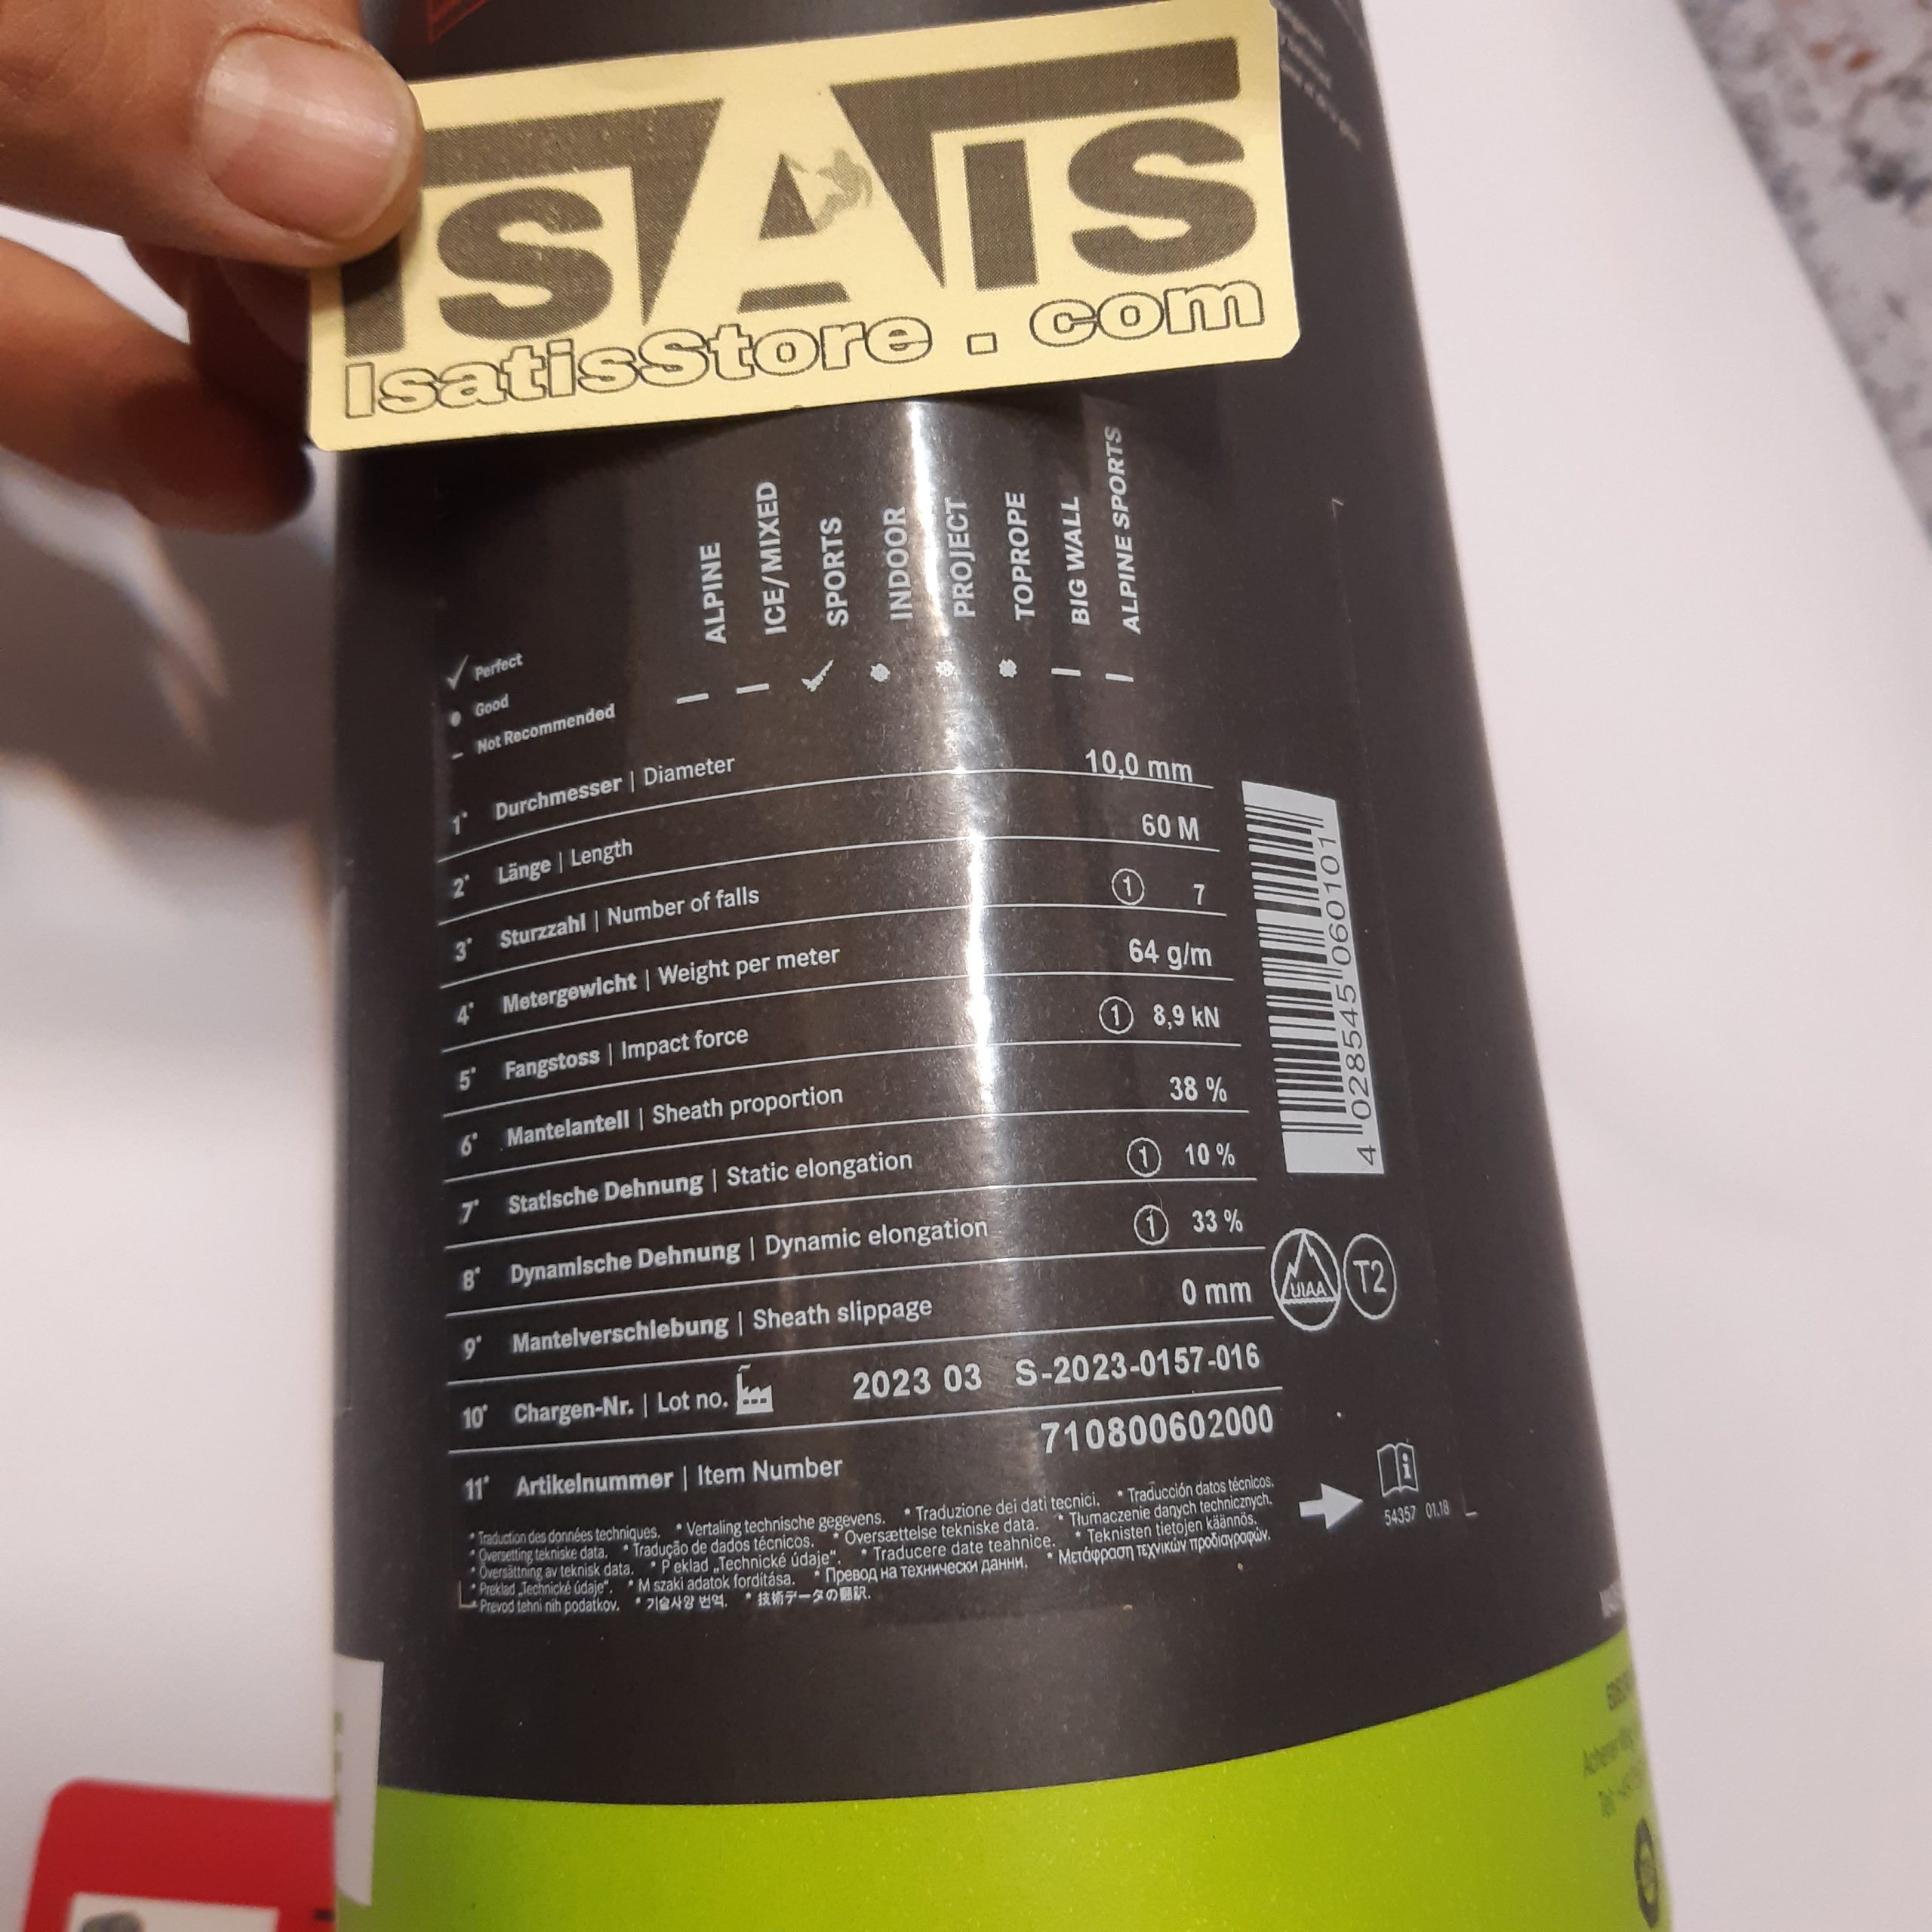 ISATIS
IsatisStore.com
ALPINE
ICE/MIXED
SPORTS
INDOOR
PROJECT
TOPROPE
BIG WALL
ALPINE SPORTS
✓ Perfect
● Good
– Not Recommended
– – ✓ ● ● ● – –
1* Durchmesser | Diameter 10,0 mm
2* Länge | Length 60 M
3* Sturzzahl | Number of falls ① 7
4* Metergewicht | Weight per meter 64 g/m
5* Fangstoss | Impact force ① 8,9 kN
6* Mantelanteil | Sheath proportion 38 %
7* Statische Dehnung | Static elongation ① 10 %
8* Dynamische Dehnung | Dynamic elongation ① 33 %
9* Mantelverschiebung | Sheath slippage 0 mm
10* Chargen-Nr. | Lot no. 2023 03 S-2023-0157-016
11* Artikelnummer | Item Number 710800602000
* Traduction des données techniques. * Vertaling technische gegevens. * Traduzione dei dati tecnici. * Traducción datos técnicos.
* Oversetting tekniske data. * Tradução de dados técnicos. * Oversættelse tekniske data. * Tłumaczenie danych technicznych.
* Översättning av teknisk data. * P eklad „Technické údaje“. * Traducere date teahnice. * Teknisten tietojen käännös.
* Preklad „Technické údaje“. * M szaki adatok fordítása. * Превод на технически данни. * Μετάφραση τεχνικών προδιαγραφών.
* Prevod tehni nih podatkov. * 기술사양 번역. * 技術データの翻訳.
4 028545 060101
UIAA
T2
54357 01.18